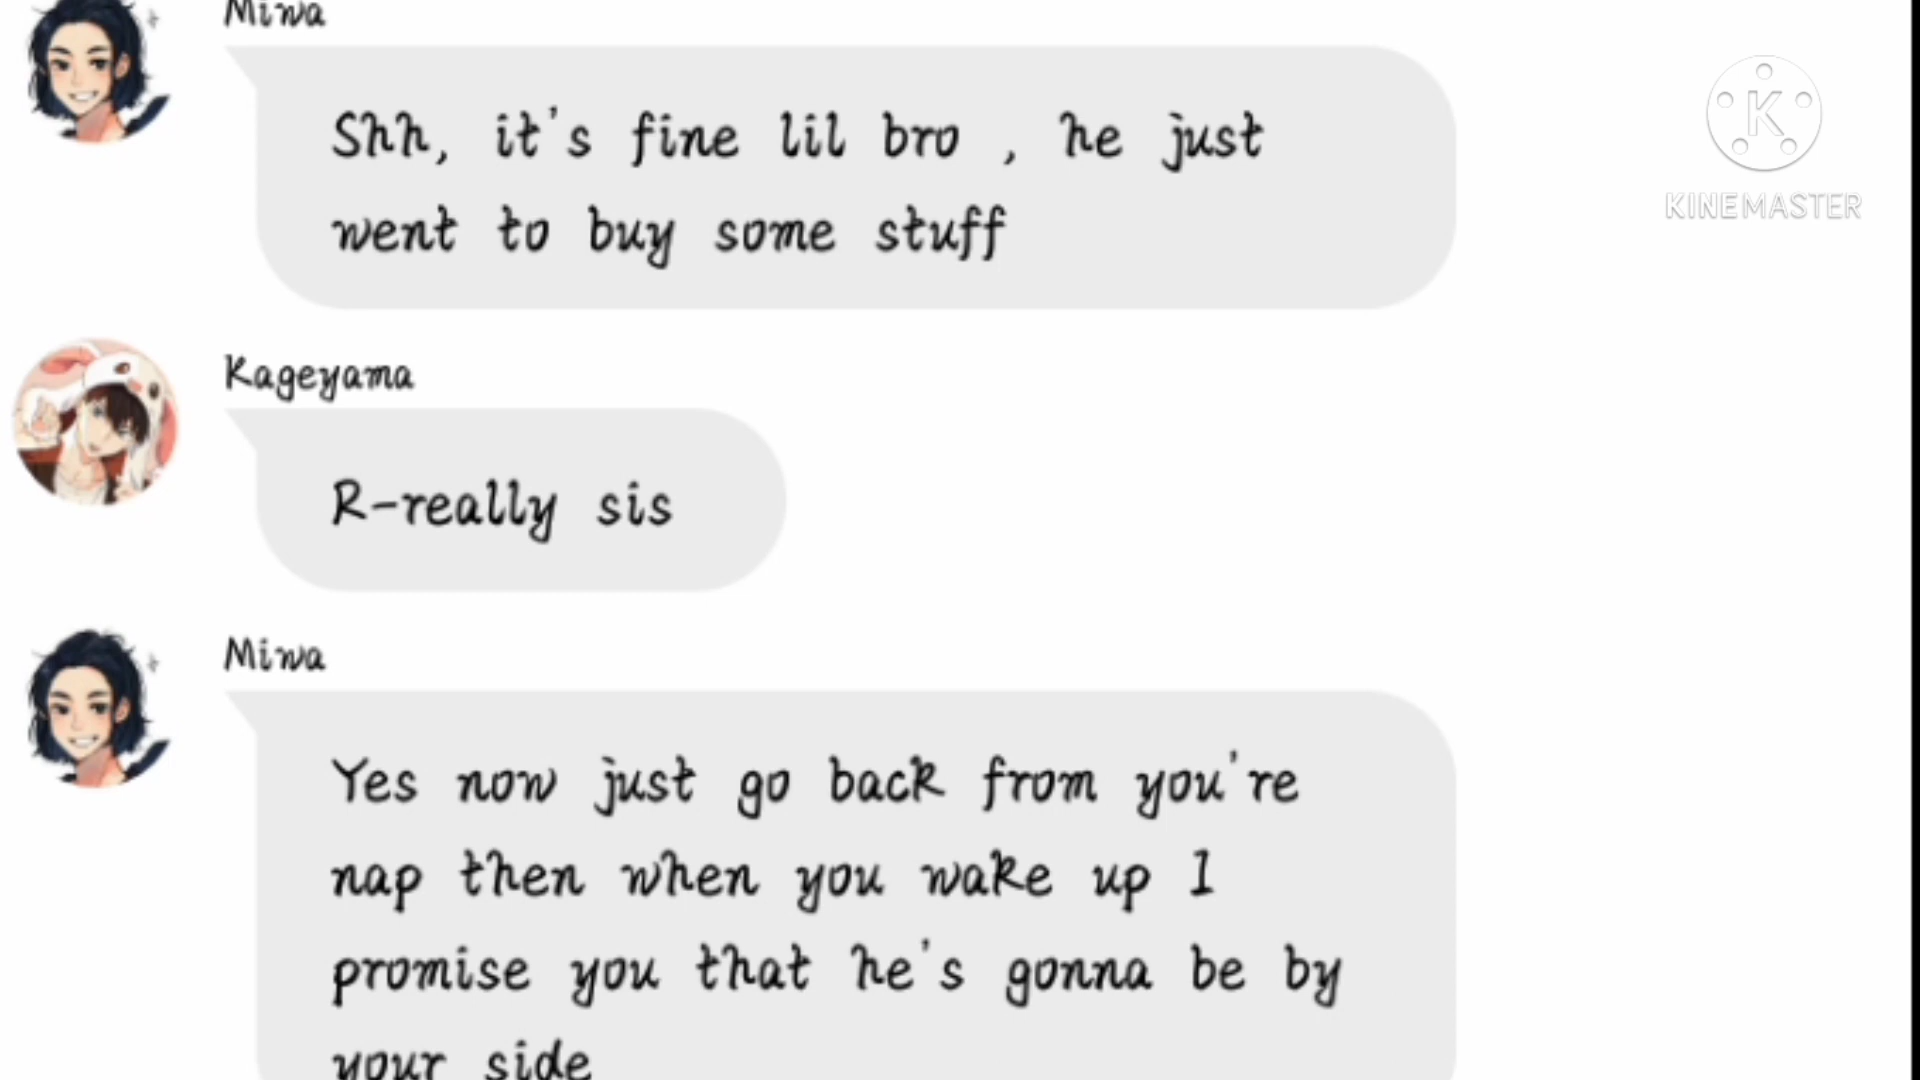 Miwa
Shh, it's fine lil bro , he just
went to buy some stuff
KINEMASTER
Kageyama
R-really sis
Miwa
Yes now just go back from you're
nap then when you wake up I
promise you that he's gonna be by
your side